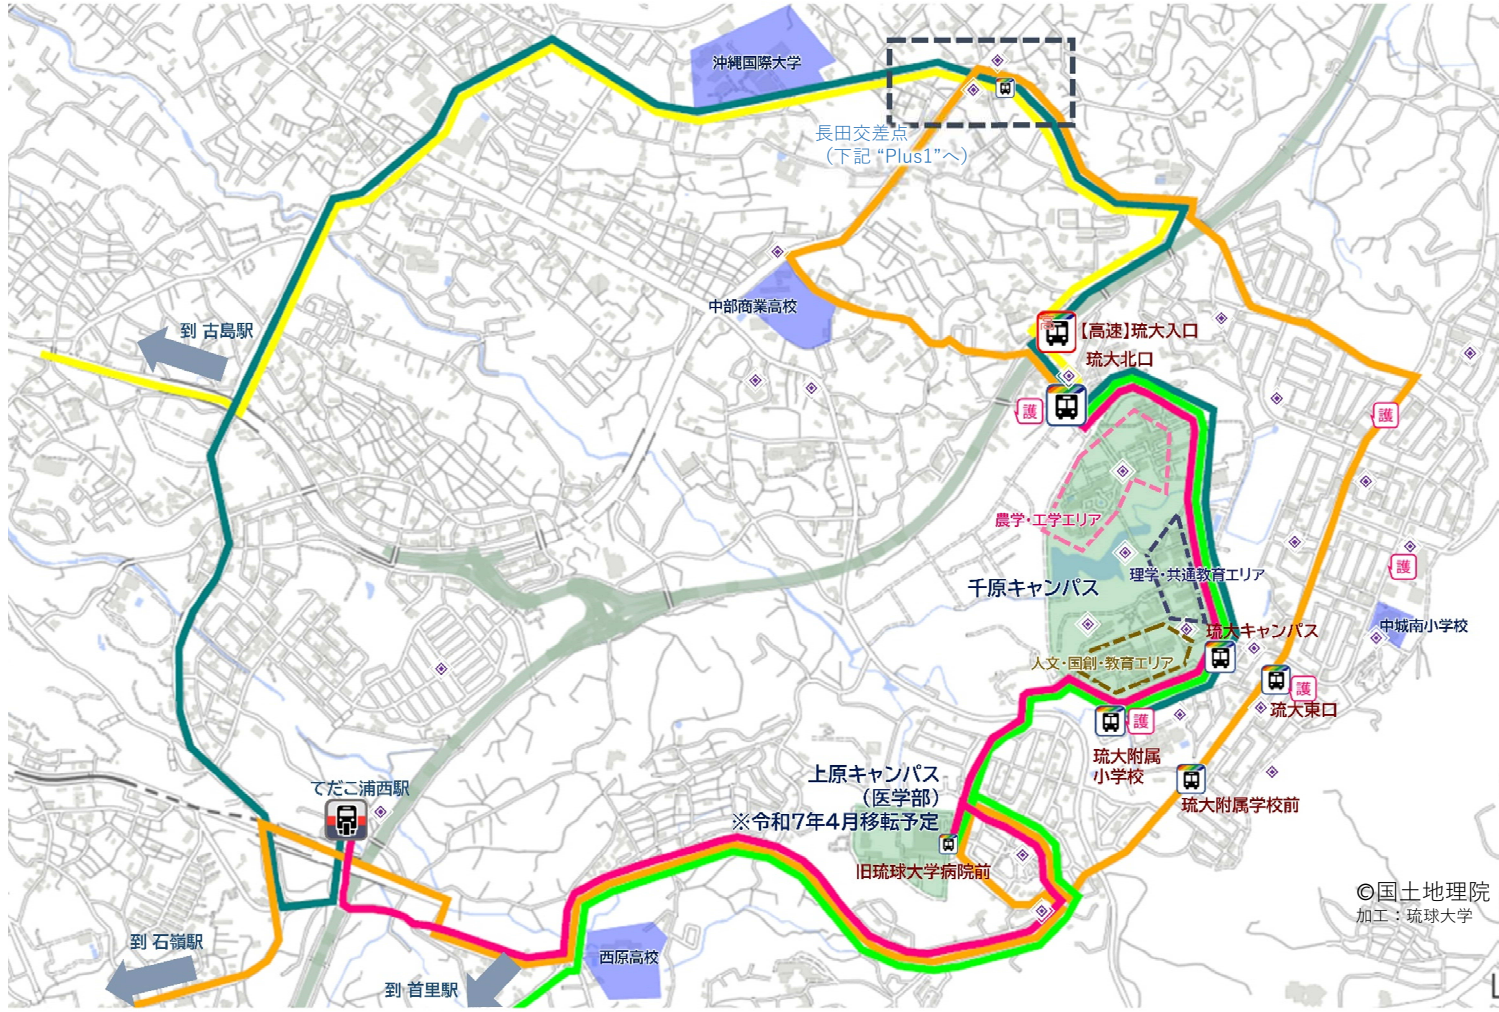 沖縄国際大学
長田交差点
（下記 “Plus1”へ）
中部商業高校
到 古島駅
【高速】琉大入口
琉大北口
護
護
農学・工学エリア
護
理学・共通教育エリア
千原キャンパス
中城南小学校
琉大キャンパス
人文・国創・教育エリア
護
琉大東口
護
琉大附属
小学校
上原キャンパス
（医学部）
※令和7年4月移転予定
てだこ浦西駅
琉大附属学校前
旧琉球大学病院前
©国土地理院
加工：琉球大学
到 石嶺駅
西原高校
到 首里駅